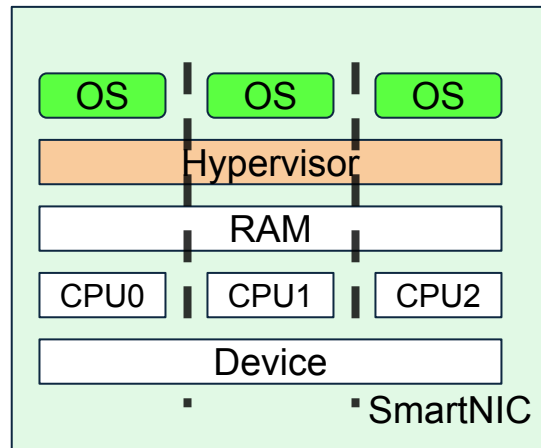 OS OS OS
Hypervisor
RAM
CPU0 CPU1 CPU2
Device
SmartNIC